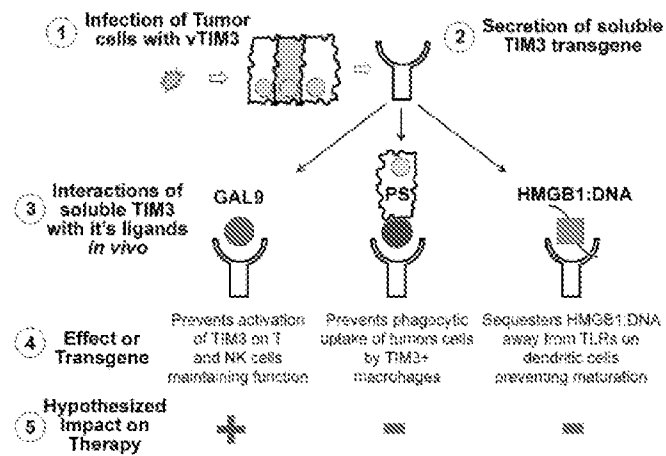 1 Infection of Tumor
cells with vTIM3
2 Secretion of soluble
TIM3 transgene
3 Interactions of
soluble TIM3
with it's ligands
in vivo
GAL9
PS
HMGB1:DNA
4 Effect or
Transgene
Prevents activation
of TIM3 on T
and NK cells
maintaining function
Prevents phagocytic
uptake of tumors cells
by TIM3+
macrophages
Sequesters HMGB1:DNA
away from TLRs on
dendritic cells
preventing maturation
5 Hypothesized
Impact on
Therapy
+
-
-